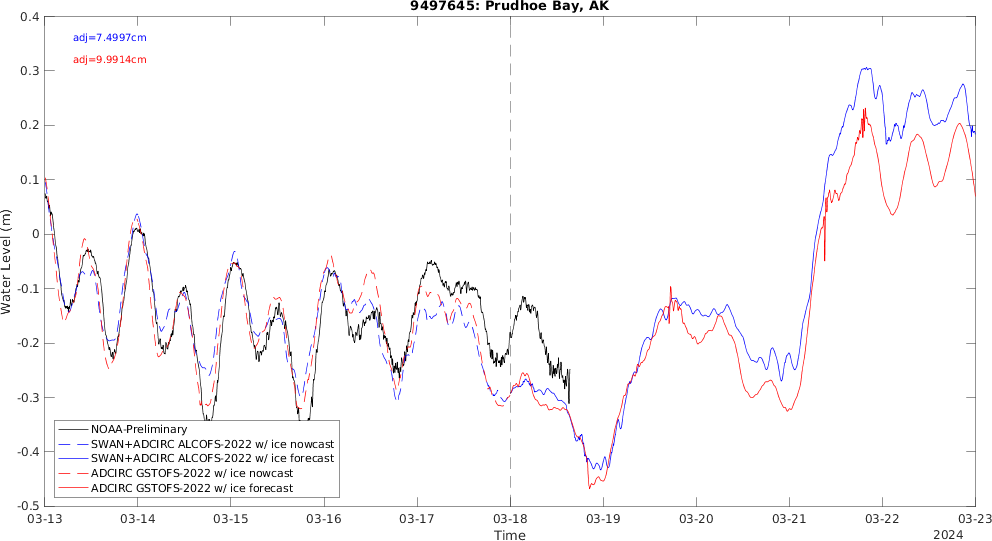 9497645: Prudhoe Bay, AK
adj=7.4997cm
adj=9.9914cm
0.4
0.3
0.2
0.1
0
-0.1
-0.2
-0.3
-0.4
-0.5
Water Level (m)
NOAA-Preliminary
SWAN+ADCIRC ALCOFS-2022 w/ ice nowcast
SWAN+ADCIRC ALCOFS-2022 w/ ice forecast
ADCIRC GSTOFS-2022 w/ ice nowcast
ADCIRC GSTOFS-2022 w/ ice forecast
03-13 03-14 03-15 03-16 03-17 03-18 03-19 03-20 03-21 03-22 03-23
Time
2024